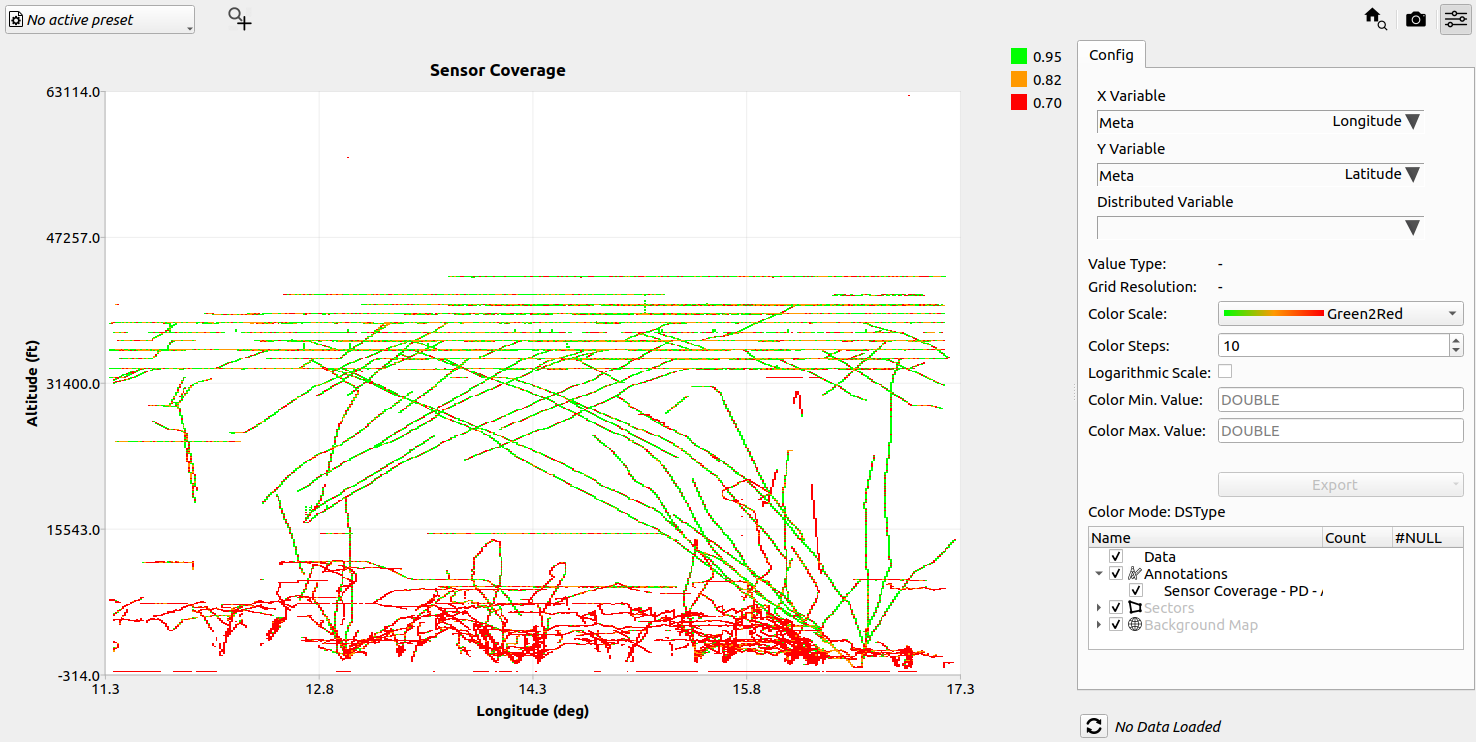 No active preset
Sensor Coverage
0.95
0.82
0.70
63114.0
47257.0
31400.0
15543.0
-314.0
Altitude (ft)
11.3 12.8 14.3 15.8 17.3
Longitude (deg)
Config
X Variable
Meta Longitude
Y Variable
Meta Latitude
Distributed Variable
Value Type: -
Grid Resolution: -
Color Scale: Green2Red
Color Steps: 10
Logarithmic Scale:
Color Min. Value: DOUBLE
Color Max. Value: DOUBLE
Export
Color Mode: DSType
Name Count #NULL
Data
Annotations
Sensor Coverage - PD - 
Sectors
Background Map
No Data Loaded